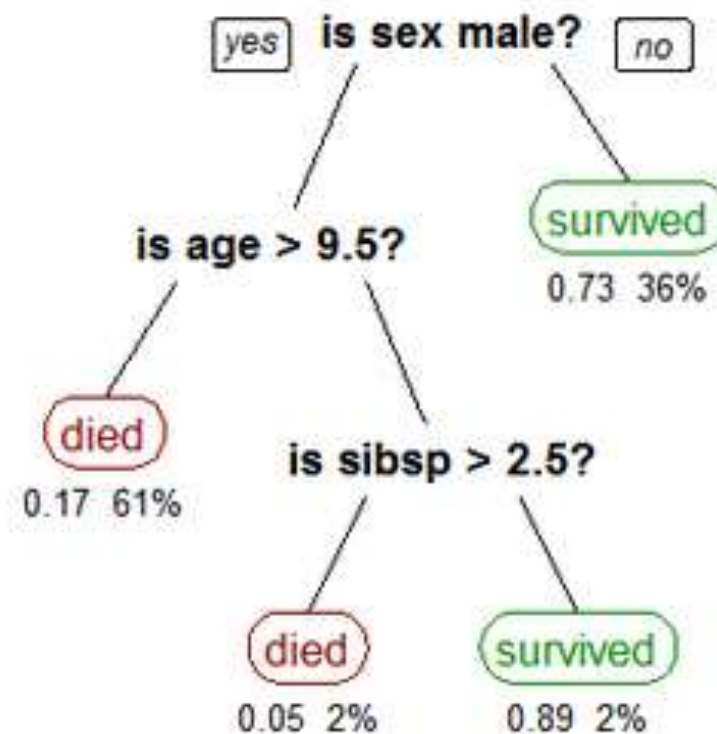 yes is sex male? no
survived
is age > 9.5?
0.73 36%
died
is sibsp > 2.5?
0.17 61%
died survived
0.05 2% 0.89 2%